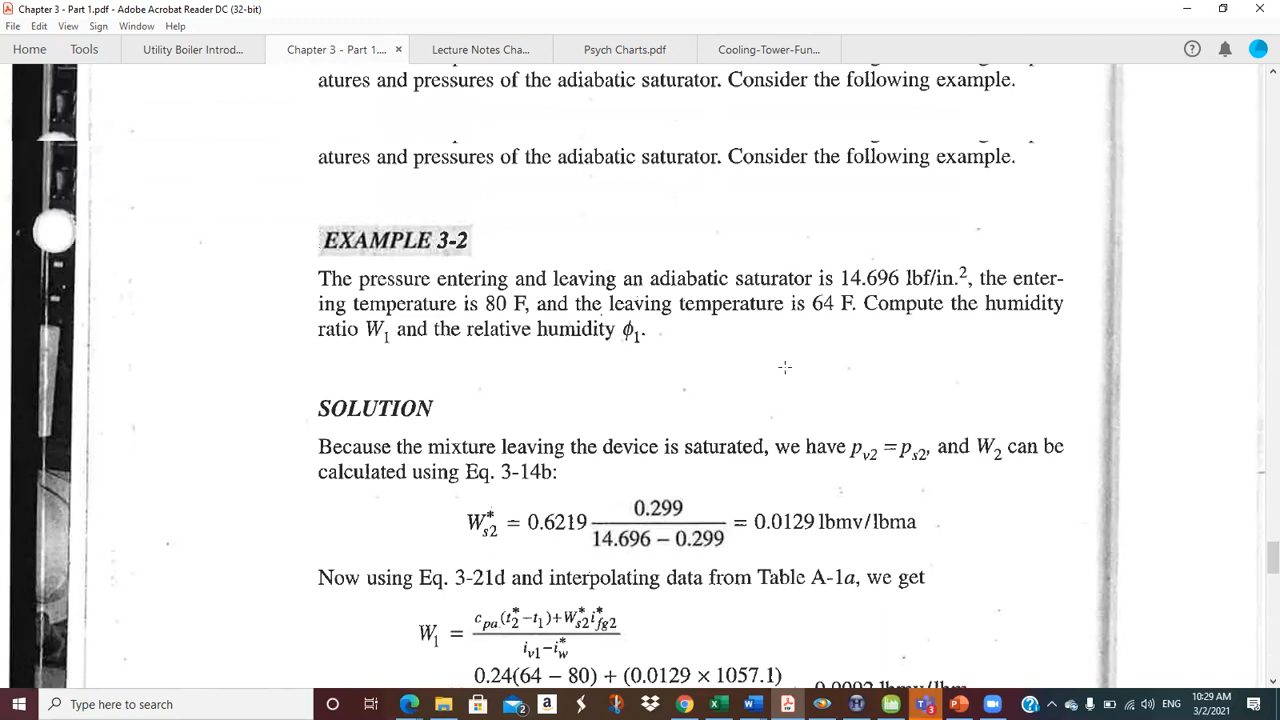 Chapter 3 - Part 1.pdf - Adobe Acrobat Reader DC (32-bit)
File Edit View Sign Window Help
Home Tools Utility Boiler Introd... Chapter 3 - Part 1.... × Lecture Notes Cha... Psych Charts.pdf Cooling-Tower-Fun...
atures and pressures of the adiabatic saturator. Consider the following example.
atures and pressures of the adiabatic saturator. Consider the following example.
EXAMPLE 3-2
The pressure entering and leaving an adiabatic saturator is 14.696 lbf/in.², the enter-
ing temperature is 80 F, and the leaving temperature is 64 F. Compute the humidity
ratio W₁ and the relative humidity ϕ₁.
SOLUTION
Because the mixture leaving the device is saturated, we have p_v2 = p_s2, and W₂ can be
calculated using Eq. 3-14b:
W*_s2 = 0.6219 0.299 / (14.696 – 0.299) = 0.0129 lbmv/lbma
Now using Eq. 3-21d and interpolating data from Table A-1a, we get
W₁ = (c_pa(t*_2 – t_1) + W*_s2 i*_fg2) / (i_v1 – i*_w)
0.24(64 – 80) + (0.0129 × 1057.1)
Type here to search
10:29 AM
3/2/2021